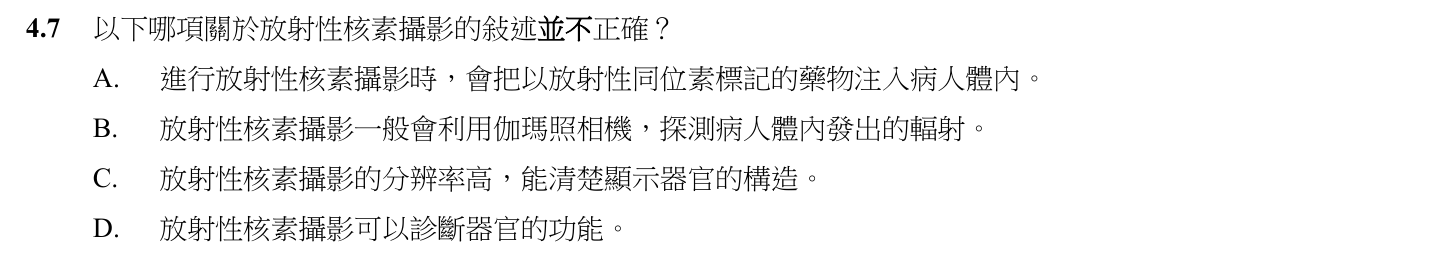 4.7 以下哪項關於放射性核素攝影的敍述並不正確？
A. 進行放射性核素攝影時，會把以放射性同位素標記的藥物注入病人體內。
B. 放射性核素攝影一般會利用伽瑪照相機，探測病人體內發出的輻射。
C. 放射性核素攝影的分辨率高，能清楚顯示器官的構造。
D. 放射性核素攝影可以診斷器官的功能。